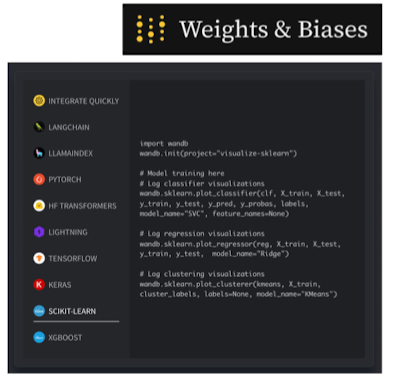 Weights & Biases
INTEGRATE QUICKLY
LANGCHAIN
LLAMAINDEX
PYTORCH
HF TRANSFORMERS
LIGHTNING
TENSORFLOW
KERAS
SCIKIT-LEARN
XGBOOST
import wandb
wandb.init(project="visualize-sklearn")
# Model training here
# Log classifier visualizations
wandb.sklearn.plot_classifier(clf, X_train, X_test,
y_train, y_test, y_pred, y_probas, labels,
model_name="SVC", feature_names=None)
# Log regression visualizations
wandb.sklearn.plot_regressor(reg, X_train, X_test,
y_train, y_test,  model_name="Ridge")
# Log clustering visualizations
wandb.sklearn.plot_clusterer(kmeans, X_train,
cluster_labels, labels=None, model_name="KMeans")